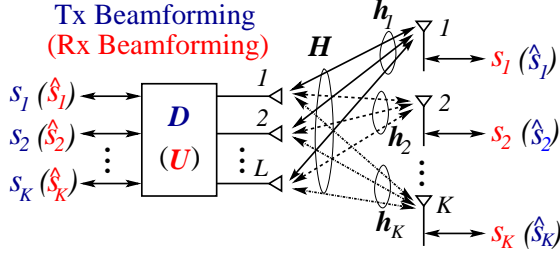 Tx Beamforming
(Rx Beamforming)
H
h1
1
s1 (ŝ1)
1
s1 (ŝ1)
D
(U)
s2 (ŝ2)
2
h2
2
s2 (ŝ2)
⋮
⋮
⋮
sK (ŝK)
L
hK
K
sK (ŝK)